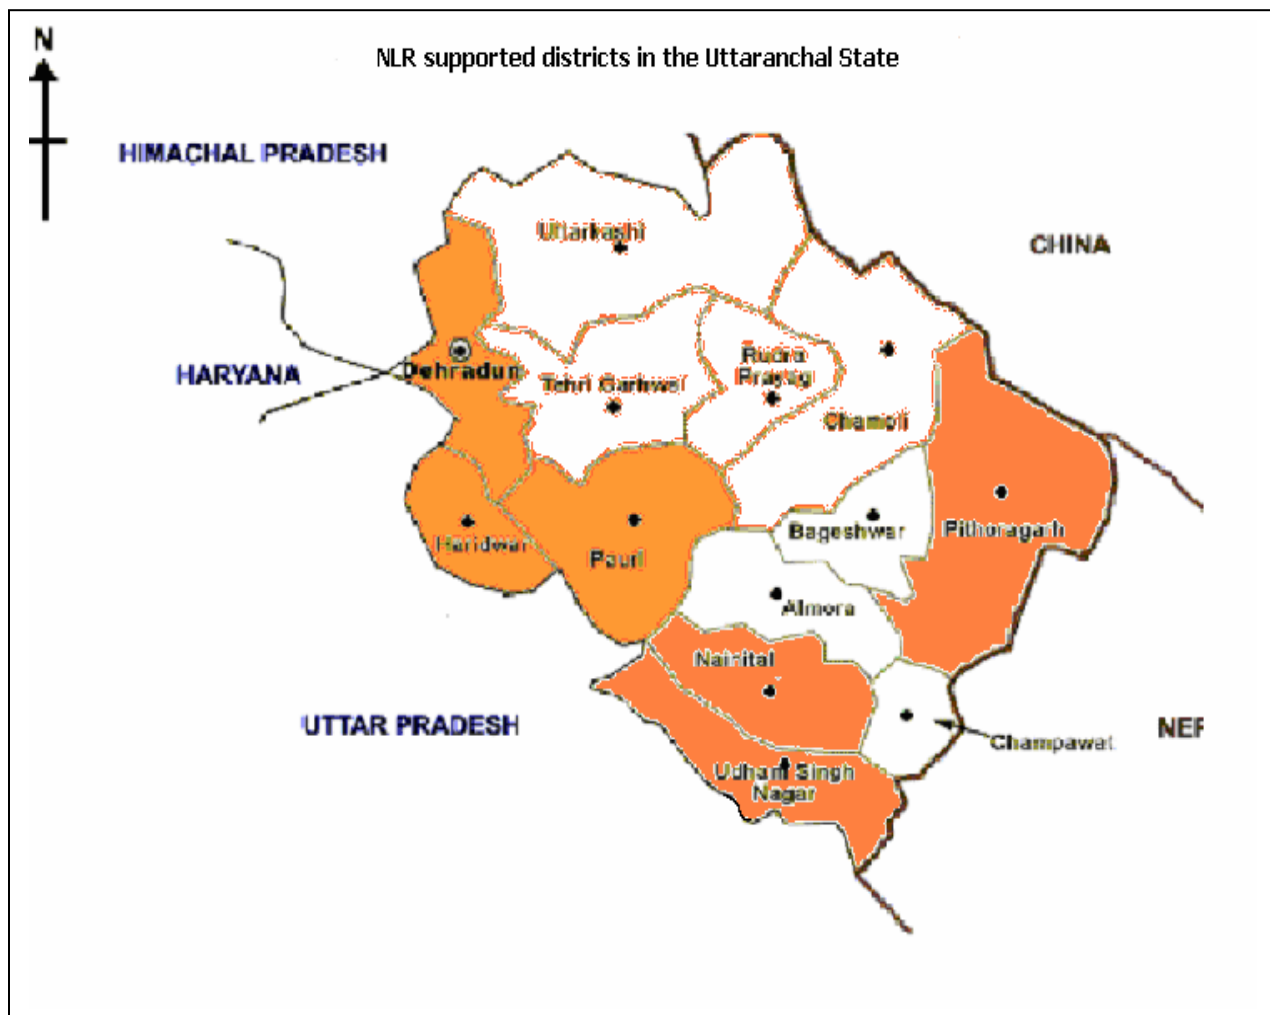 N
NLR supported districts in the Uttaranchal State
HIMACHAL PRADESH
Uttarkashi
CHINA
HARYANA
Dehradun
Tehri Garhwal
Rudra
Prayag
Chamoli
Haridwar
Pauri
Bageshwar
Pithoragarh
Almora
Nainital
UTTAR PRADESH
Champawat
NEF
Udham Singh
Nagar